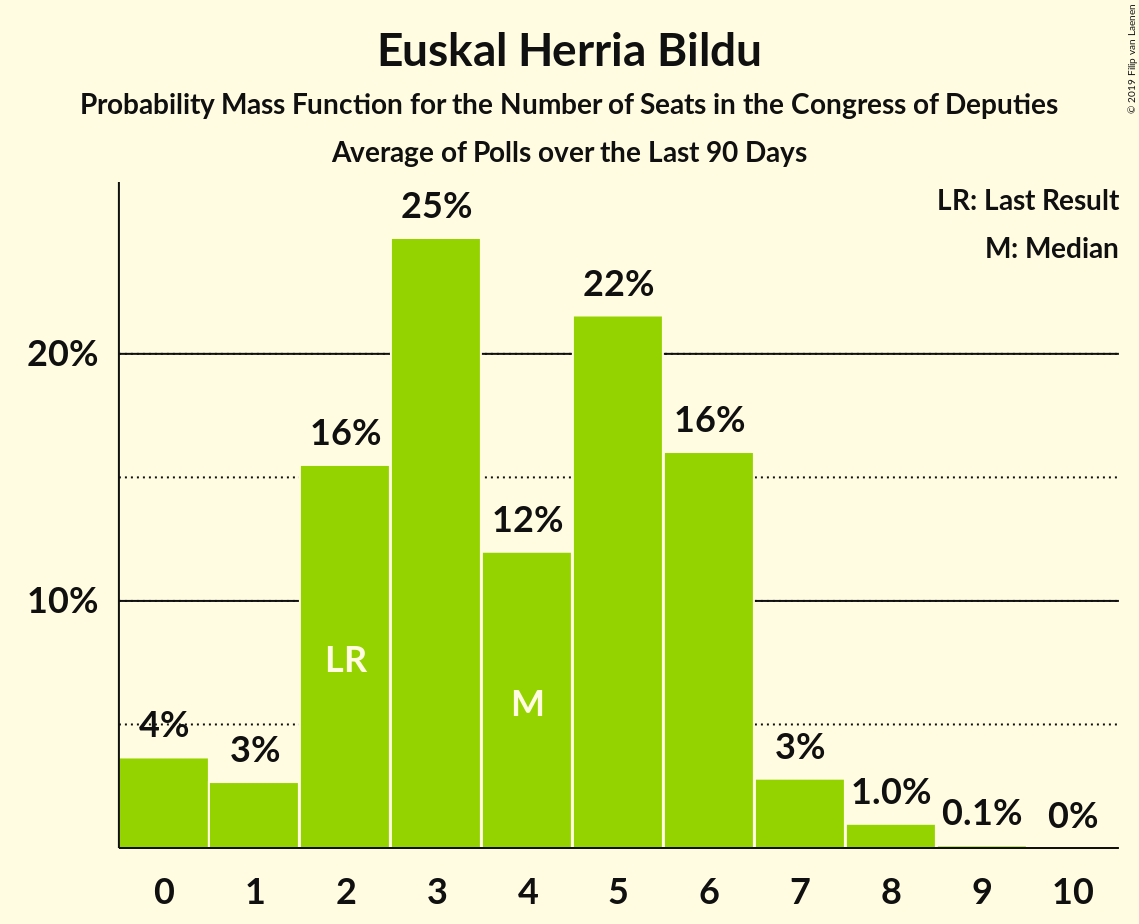 Euskal Herria Bildu
Probability Mass Function for the Number of Seats in the Congress of Deputies
Average of Polls over the Last 90 Days
© 2019 Filip van Laenen
LR: Last Result
M: Median
25%
22%
20%
16%
16%
12%
10%
LR
M
4%
3%
3%
1.0%
0.1%
0%
0 1 2 3 4 5 6 7 8 9 10